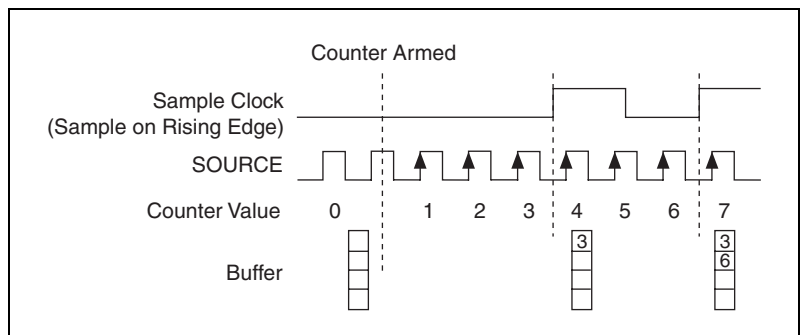 Counter Armed
Sample Clock
(Sample on Rising Edge)
SOURCE
Counter Value 0 1 2 3 4 5 6 7
Buffer
3 3
6